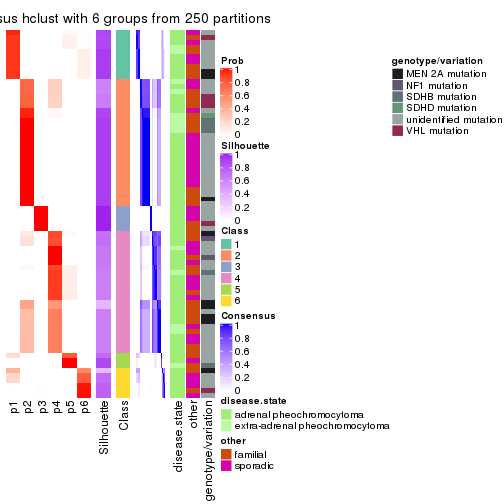 sus hclust with 6 groups from 250 partitions
Prob
1
0.8
0.6
0.4
0.2
0
Silhouette
1
0.8
0.6
0.4
0.2
0
Class
1
2
3
4
5
6
Consensus
1
0.8
0.6
0.4
0.2
0
disease.state
adrenal pheochromocytoma
extra-adrenal pheochromocytoma
other
familial
sporadic
genotype/variation
MEN 2A mutation
NF1 mutation
SDHB mutation
SDHD mutation
unidentified mutation
VHL mutation
p1
p2
p3
p4
p5
p6
Silhouette
Class
disease.state
other
genotype/variation